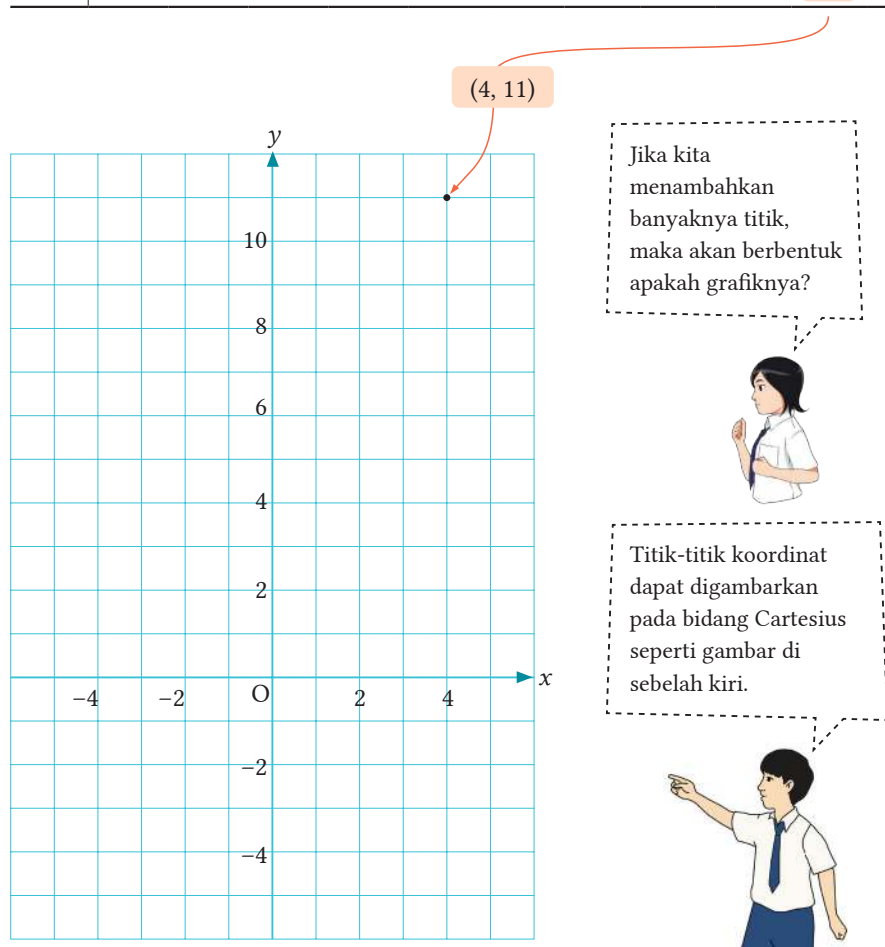 (4, 11)
y
Jika kita
menambahkan
banyaknya titik,
maka akan berbentuk
apakah grafiknya?
10
8
6
4
2
Titik-titik koordinat
dapat digambarkan
pada bidang Cartesius
seperti gambar di
sebelah kiri.
−4 −2 O 2 4 x
−2
−4